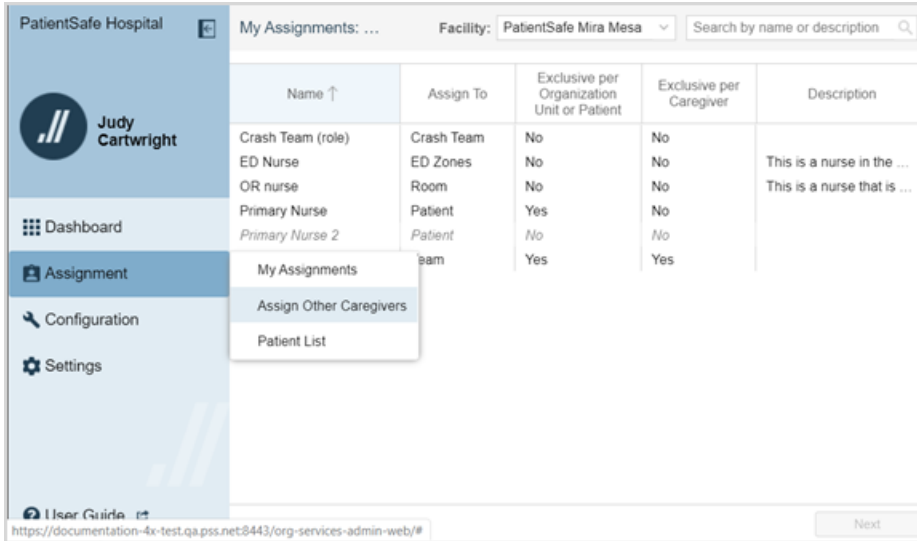 PatientSafe Hospital
My Assignments: ...
Facility: PatientSafe Mira Mesa
Search by name or description
Judy
Cartwright
Name ↑
Assign To
Exclusive per
Organization
Unit or Patient
Exclusive per
Caregiver
Description
Crash Team (role) Crash Team No No
ED Nurse ED Zones No No This is a nurse in the ...
OR nurse Room No No This is a nurse that is ...
Primary Nurse Patient Yes No
Primary Nurse 2 Patient No No
Yes Yes
Dashboard
Assignment
Configuration
Settings
My Assignments
Assign Other Caregivers
Patient List
User Guide
https://documentation-4x-test.qa.pss.net:8443/org-services-admin-web/#
Next